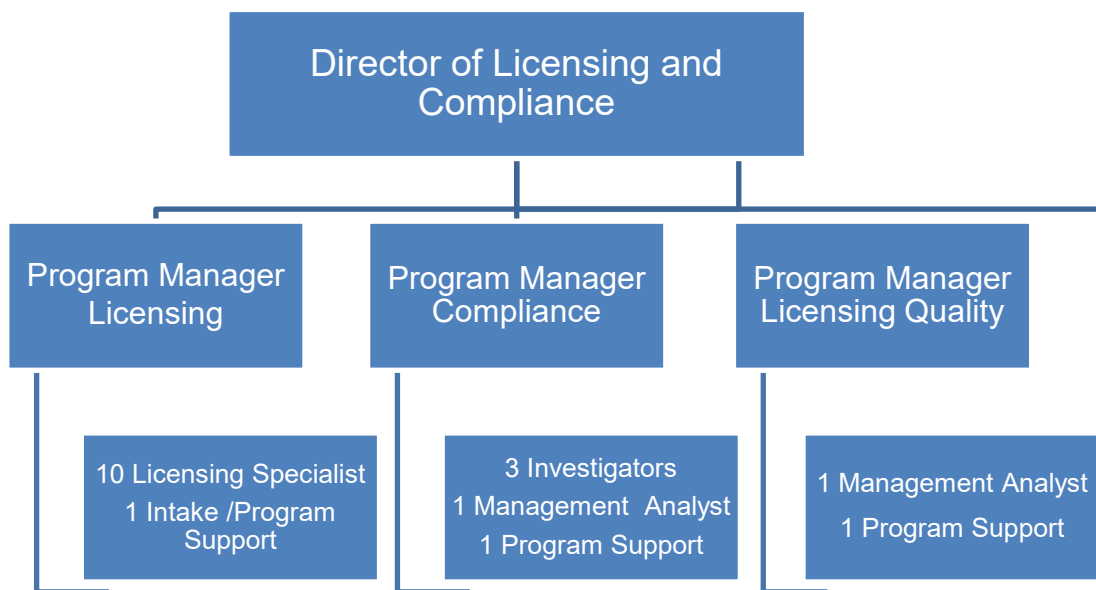 Director of Licensing and
Compliance
Program Manager
Licensing
Program Manager
Compliance
Program Manager
Licensing Quality
10 Licensing Specialist
1 Intake /Program
Support
3 Investigators
1 Management Analyst
1 Program Support
1 Management Analyst
1 Program Support